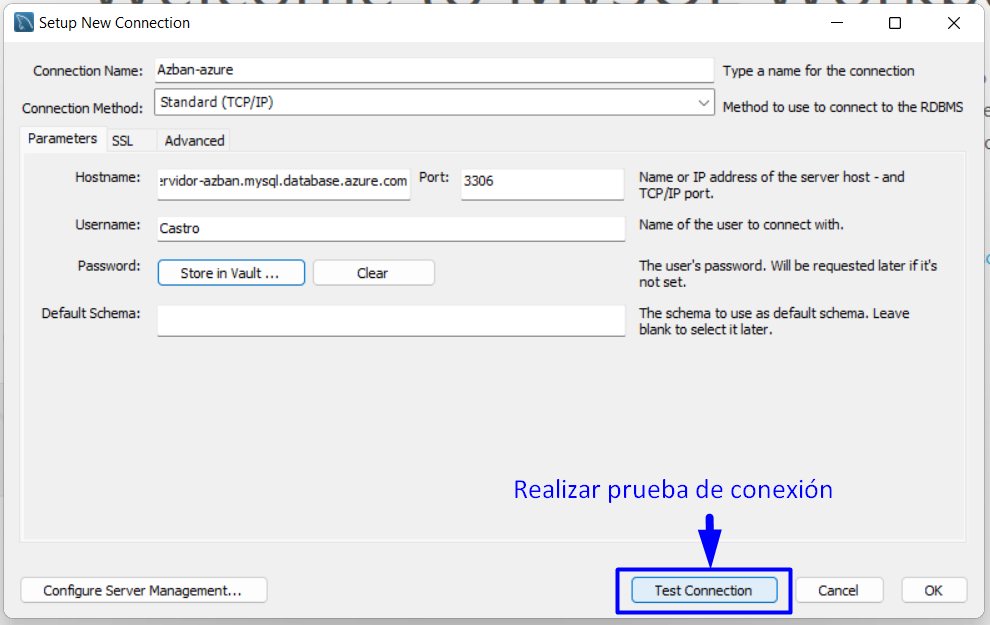 Setup New Connection
Connection Name: Azban-azure Type a name for the connection
Connection Method: Standard (TCP/IP) Method to use to connect to the RDBMS
Parameters SSL Advanced
Hostname: ervidor-azban.mysql.database.azure.com Port: 3306 Name or IP address of the server host - and
TCP/IP port.
Username: Castro Name of the user to connect with.
Password: Store in Vault ... Clear The user's password. Will be requested later if it's
not set.
Default Schema: The schema to use as default schema. Leave
blank to select it later.
Realizar prueba de conexión
Configure Server Management... Test Connection Cancel OK